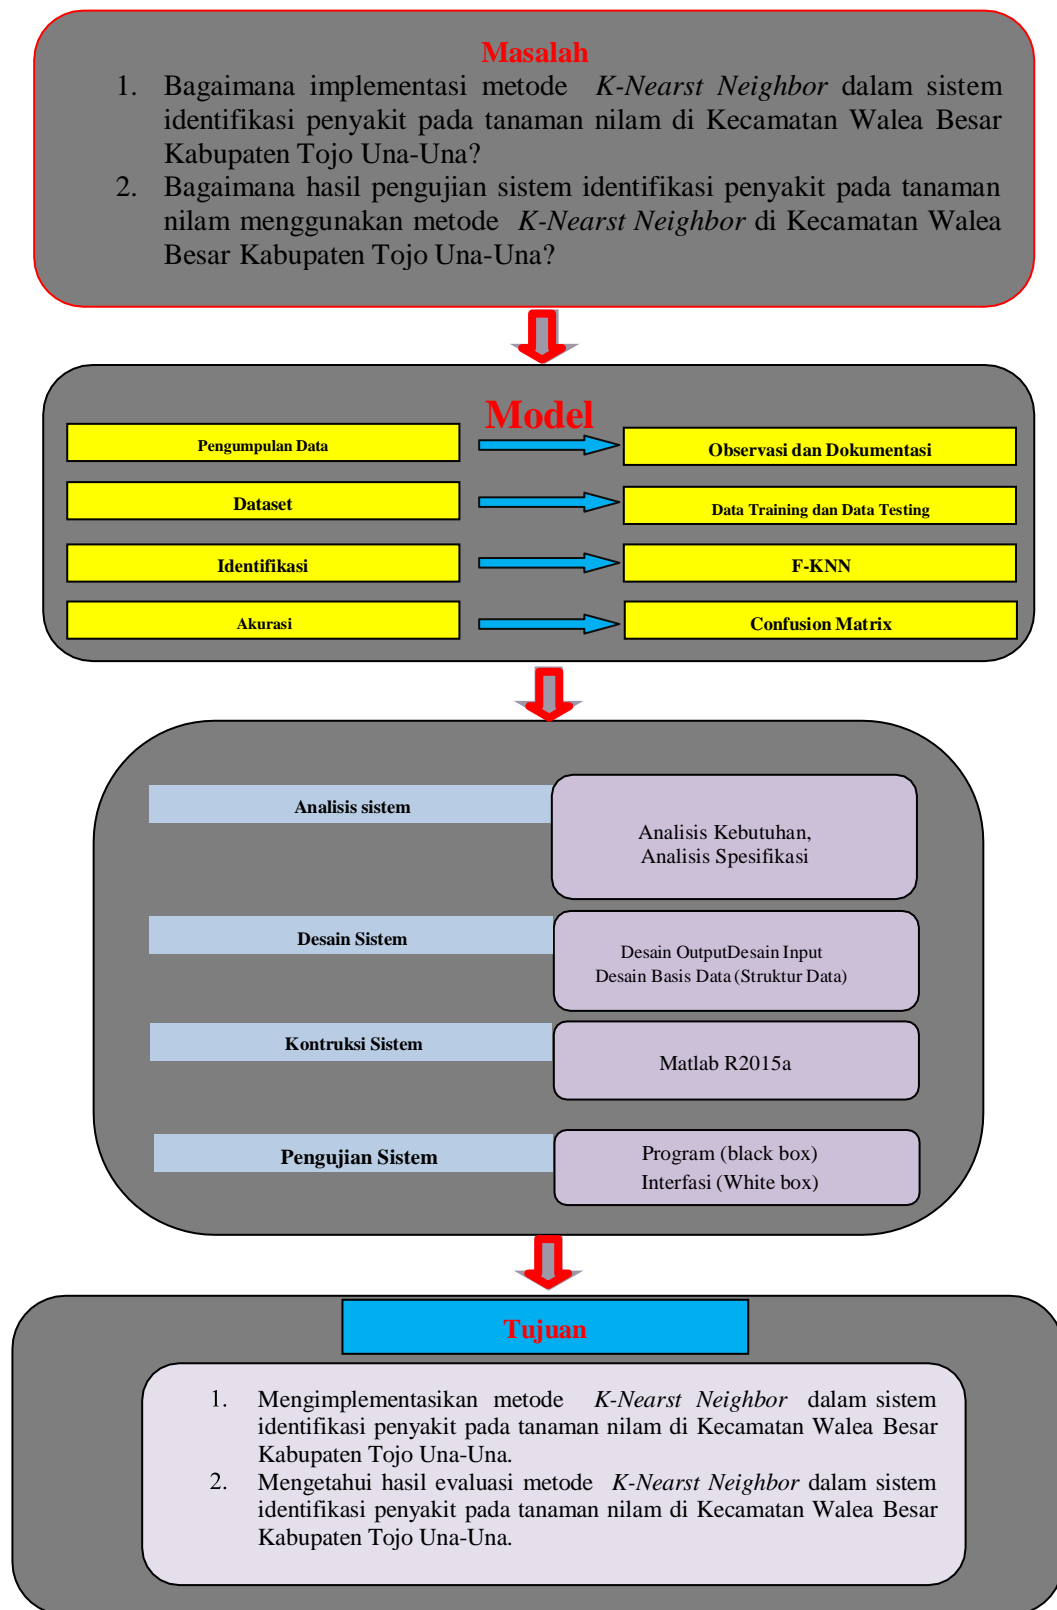 Masalah
1. Bagaimana implementasi metode K-Nearst Neighbor dalam sistem
identifikasi penyakit pada tanaman nilam di Kecamatan Walea Besar
Kabupaten Tojo Una-Una?
2. Bagaimana hasil pengujian sistem identifikasi penyakit pada tanaman
nilam menggunakan metode K-Nearst Neighbor di Kecamatan Walea
Besar Kabupaten Tojo Una-Una?
Model
Pengumpulan Data
Observasi dan Dokumentasi
Dataset
Data Training dan Data Testing
Identifikasi
F-KNN
Akurasi
Confusion Matrix
Analisis sistem
Analisis Kebutuhan,
Analisis Spesifikasi
Desain Sistem
Desain OutputDesain Input
Desain Basis Data (Struktur Data)
Kontruksi Sistem
Matlab R2015a
Pengujian Sistem
Program (black box)
Interfasi (White box)
Tujuan
1. Mengimplementasikan metode K-Nearst Neighbor dalam sistem
identifikasi penyakit pada tanaman nilam di Kecamatan Walea Besar
Kabupaten Tojo Una-Una.
2. Mengetahui hasil evaluasi metode K-Nearst Neighbor dalam sistem
identifikasi penyakit pada tanaman nilam di Kecamatan Walea Besar
Kabupaten Tojo Una-Una.